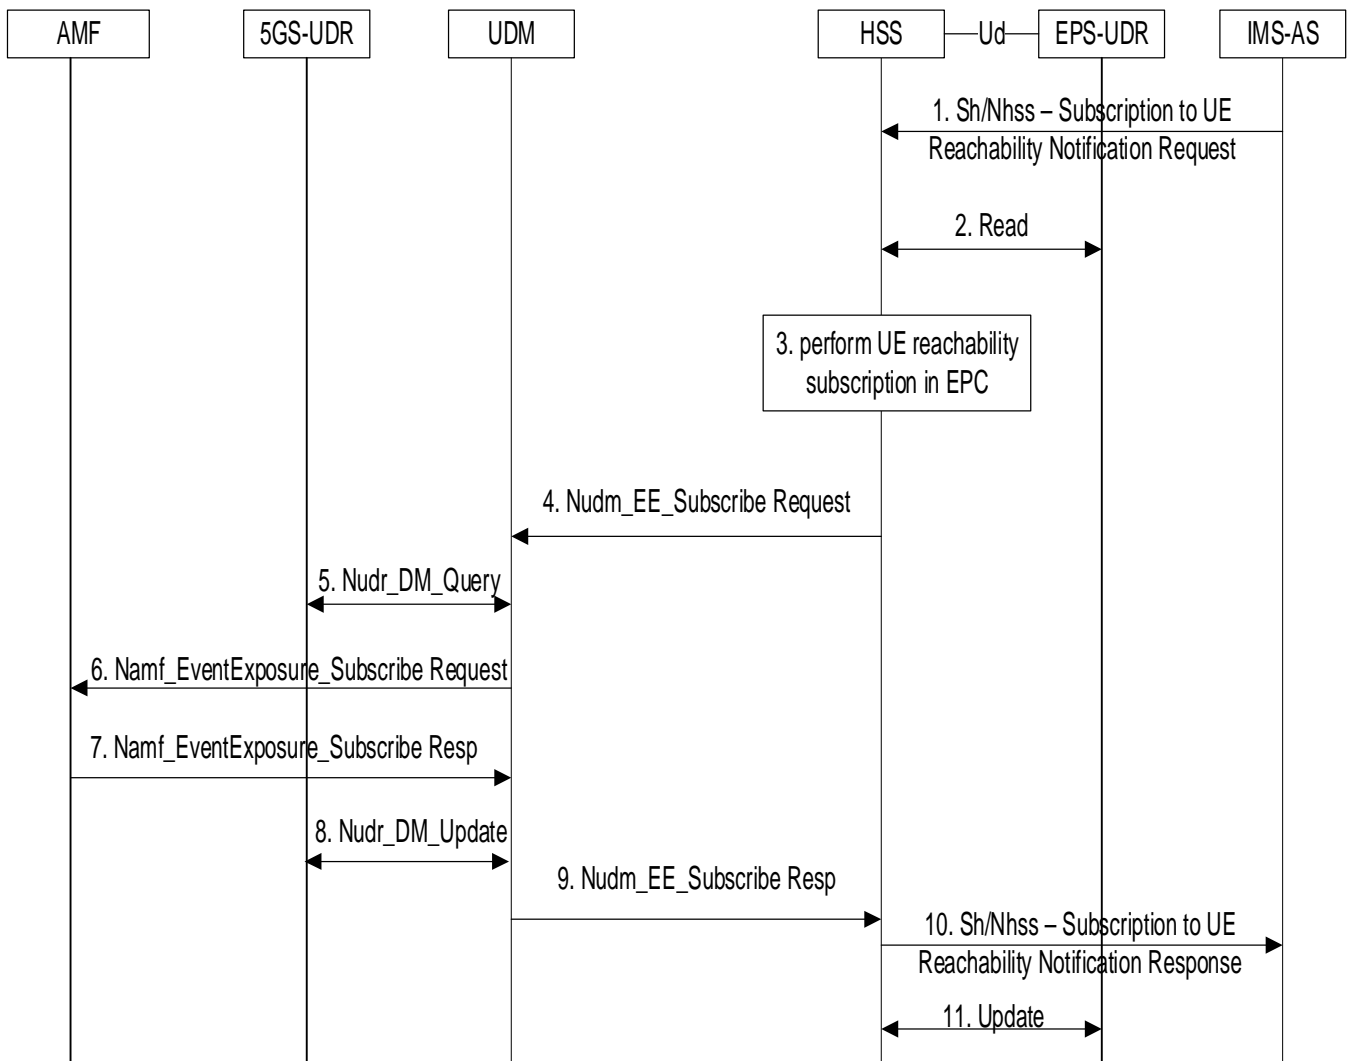 AMF
5GS-UDR
UDM
HSS
Ud
EPS-UDR
IMS-AS
1. Sh/Nhss – Subscription to UE
Reachability Notification Request
2. Read
3. perform UE reachability
subscription in EPC
4. Nudm_EE_Subscribe Request
5. Nudr_DM_Query
6. Namf_EventExposure_Subscribe Request
7. Namf_EventExposure_Subscribe Resp
8. Nudr_DM_Update
9. Nudm_EE_Subscribe Resp
10. Sh/Nhss – Subscription to UE
Reachability Notification Response
11. Update